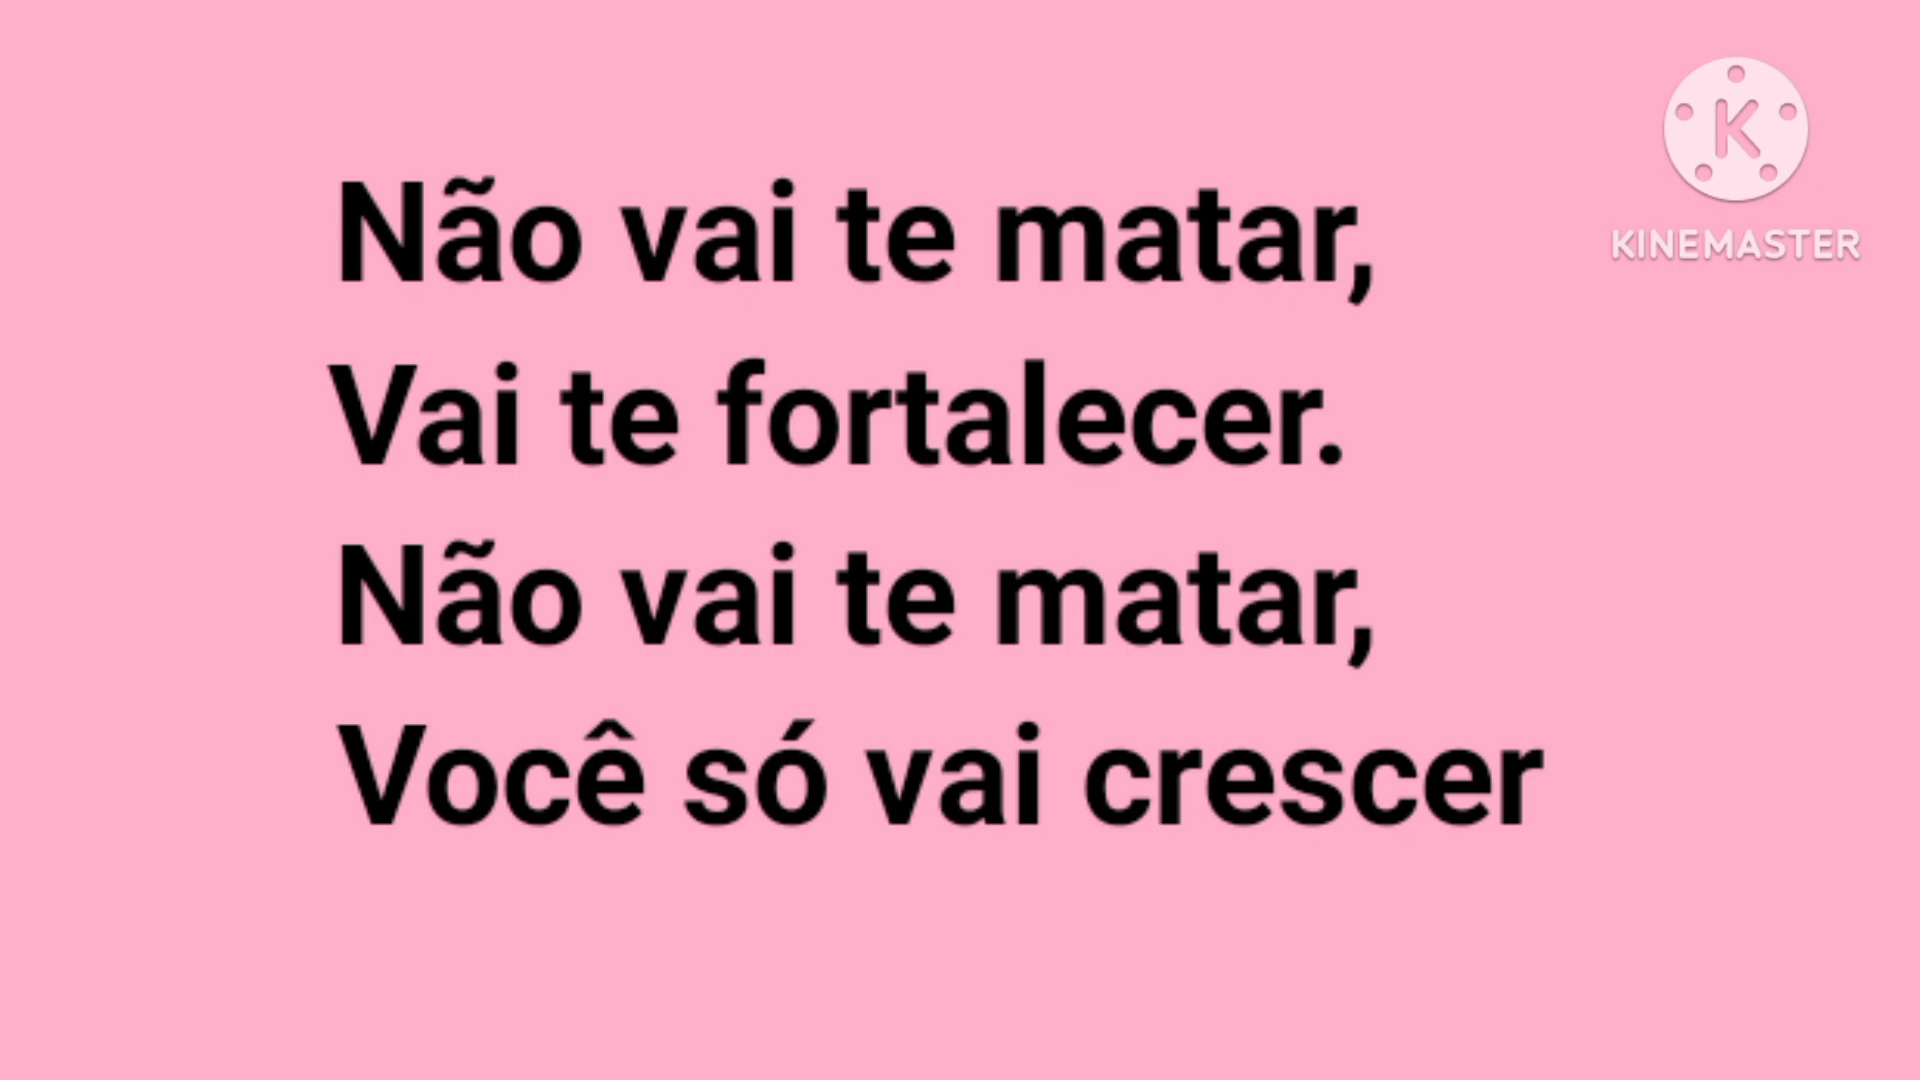 Não vai te matar,
Vai te fortalecer.
Não vai te matar,
Você só vai crescer
K
KINEMASTER